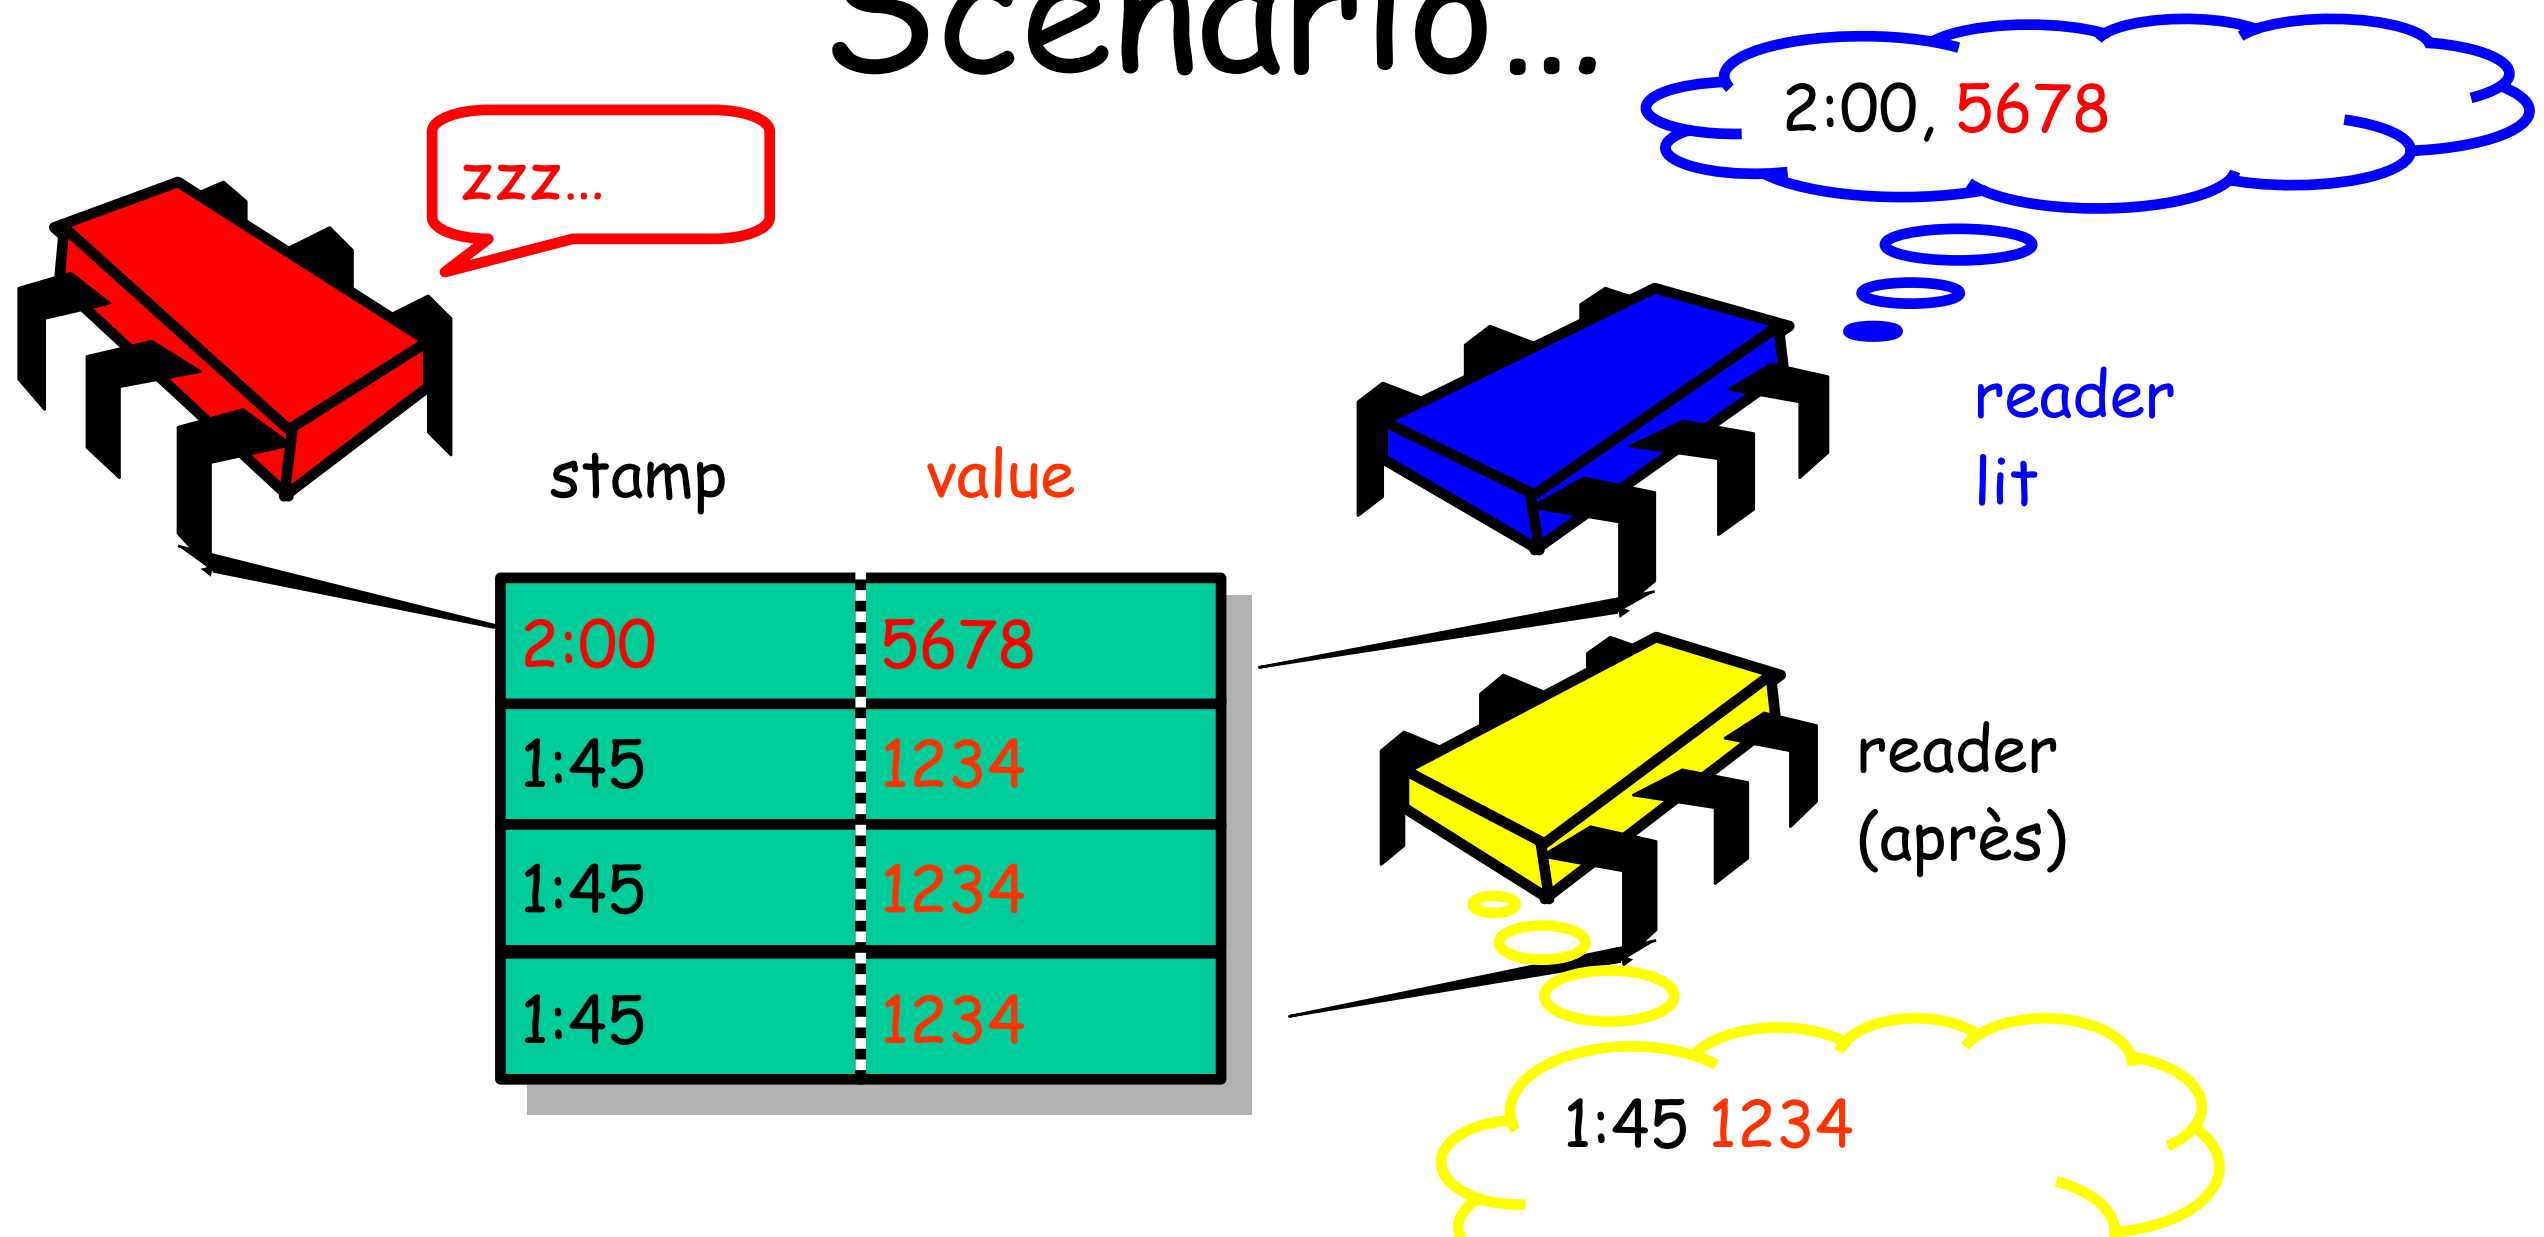 Scenario…
2:00, 5678
zzz…
reader
lit
stamp value
2:00 5678
1:45 1234
1:45 1234
1:45 1234
reader
(après)
1:45 1234